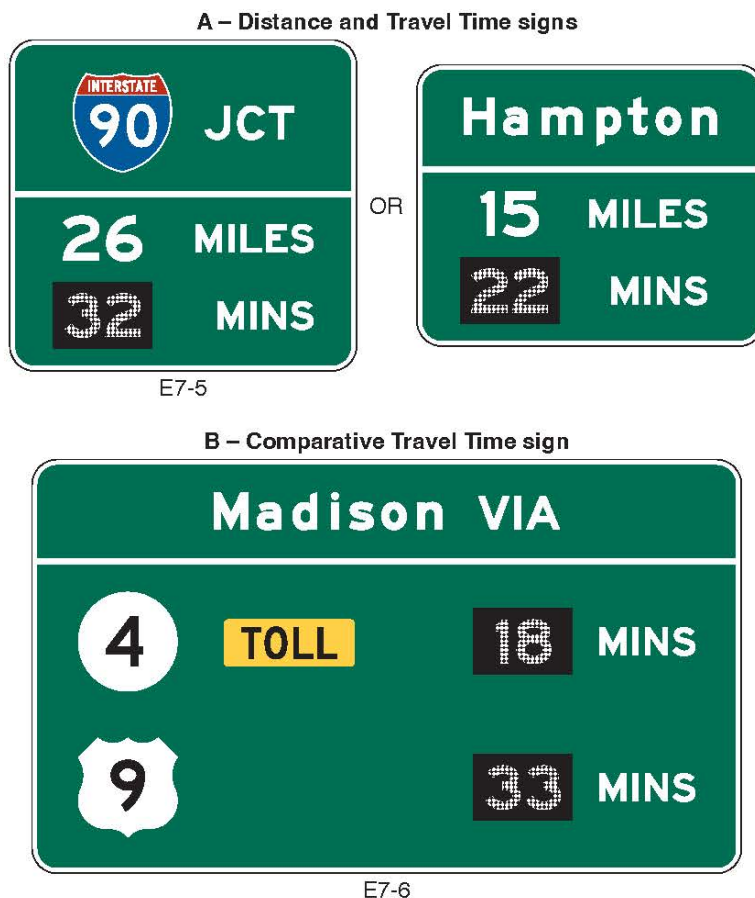 A – Distance and Travel Time signs
INTERSTATE
90 JCT
26 MILES
32 MINS
E7-5
OR
Hampton
15 MILES
22 MINS
B – Comparative Travel Time sign
Madison VIA
4 TOLL 18 MINS
9 33 MINS
E7-6